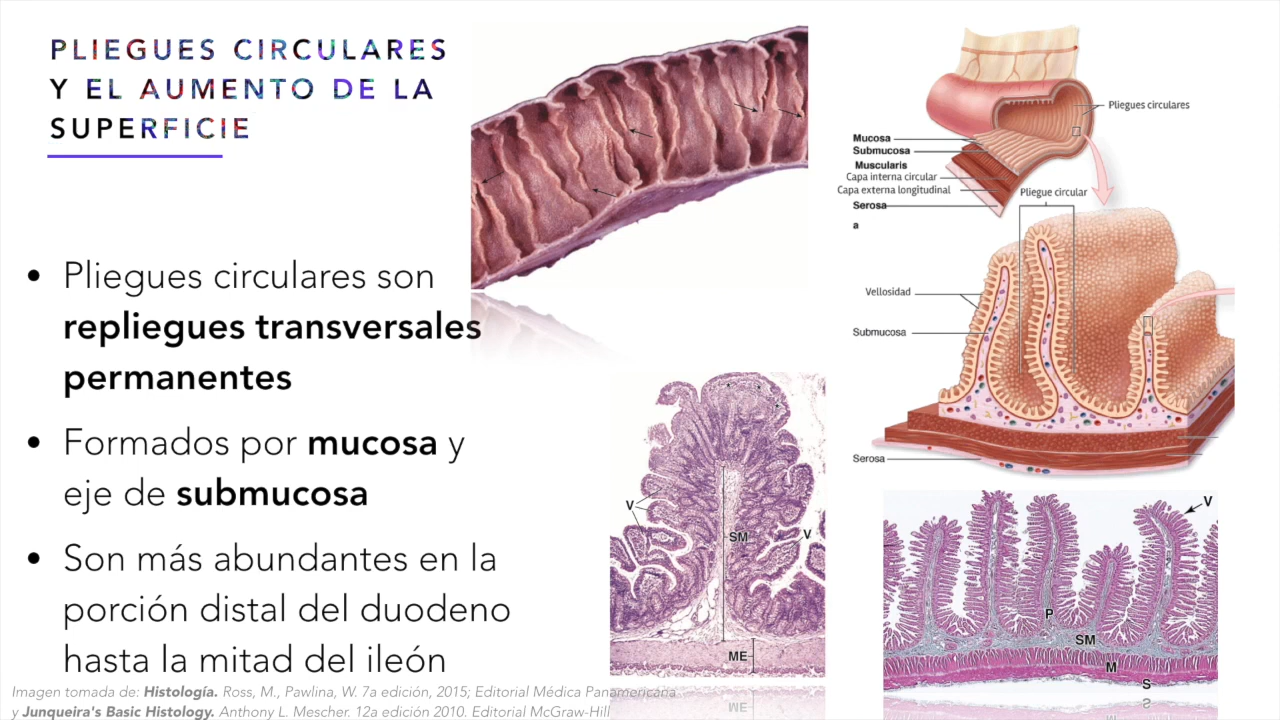 PLIEGUES CIRCULARES
Y EL AUMENTO DE LA
SUPERFICIE
• Pliegues circulares son
repliegues transversales
permanentes
• Formados por mucosa y
eje de submucosa
• Son más abundantes en la
porción distal del duodeno
hasta la mitad del ileón
Imagen tomada de: Histología. Ross, M., Pawlina, W. 7a edición, 2015; Editorial Médica Panamericana
y Junqueira's Basic Histology. Anthony L. Mescher. 12a edición 2010. Editorial McGraw-Hill
V
SM
V
ME
Pliegues circulares
Mucosa
Submucosa
Muscularis
Capa interna circular
Capa externa longitudinal
Pliegue circular
Serosa
a
Vellosidad
Submucosa
Serosa
V
P
SM
M
S